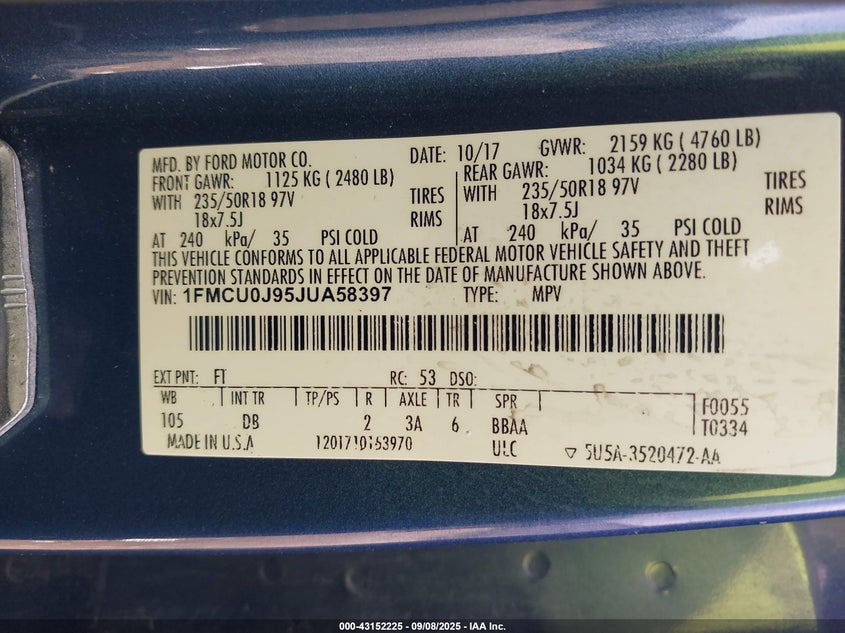 MFD. BY FORD MOTOR CO. DATE: 10/17 GVWR: 2159 KG ( 4760 LB)
FRONT GAWR: 1125 KG ( 2480 LB) REAR GAWR: 1034 KG ( 2280 LB)
WITH 235/50R18 97V TIRES WITH 235/50R18 97V TIRES
18x7.5J RIMS 18x7.5J RIMS
AT 240 kPa/ 35 PSI COLD AT 240 kPa/ 35 PSI COLD
THIS VEHICLE CONFORMS TO ALL APPLICABLE FEDERAL MOTOR VEHICLE SAFETY AND THEFT
PREVENTION STANDARDS IN EFFECT ON THE DATE OF MANUFACTURE SHOWN ABOVE.
VIN: 1FMCU0J95JUA58397 TYPE: MPV
EXT PNT: FT RC: 53 DSO:
WB INT TR TP/PS R AXLE TR SPR F0055
105 DB 2 3A 6 BBAA T0334
MADE IN U.S.A 1201710153970 ULC ▽ 5U5A-3520472-AA
000-43152225 - 09/08/2025 - IAA Inc.